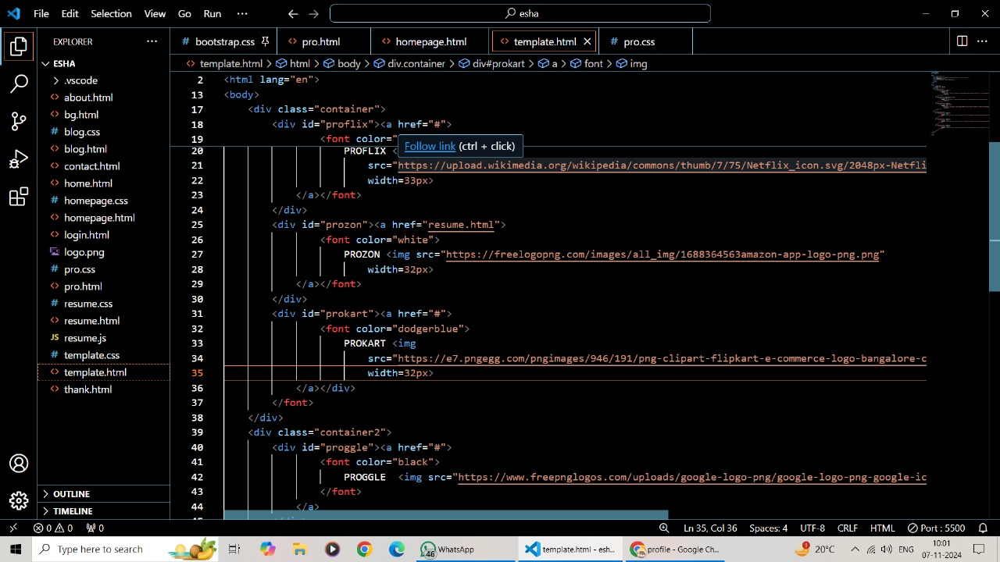 File Edit Selection View Go Run ··· esha
EXPLORER ···
ESHA
.vscode
about.html
bg.html
blog.css
blog.html
contact.html
home.html
homepage.css
homepage.html
login.html
logo.png
pro.css
pro.html
resume.css
resume.html
JS resume.js
template.css
template.html
thank.html
OUTLINE
TIMELINE
# bootstrap.css <> pro.html <> homepage.html <> template.html # pro.css ···
template.html > html > body > div.container > div#prokart > a > font > img
2 <html lang="en">
13 <body>
17 <div class="container">
18 <div id="proflix"><a href="#">
19 <font color="
Follow link (ctrl + click)
20 PROFLIX <
21 src="https://upload.wikimedia.org/wikipedia/commons/thumb/7/75/Netflix_icon.svg/2048px-Netfli
22 width=33px>
23 </a></font>
24 </div>
25 <div id="prozon"><a href="resume.html">
26 <font color="white">
27 PROZON <img src="https://freelogopng.com/images/all_img/1688364563amazon-app-logo-png.png"
28 width=32px>
29 </a></font>
30 </div>
31 <div id="prokart"><a href="#">
32 <font color="dodgerblue">
33 PROKART <img
34 src="https://e7.pngegg.com/pngimages/946/191/png-clipart-flipkart-e-commerce-logo-bangalore-c
35 width=32px>
36 </a></div>
37 </font>
38 </div>
39 <div class="container2">
40 <div id="proggle"><a href="#">
41 <font color="black">
42 PROGGLE <img src="https://www.freepnglogos.com/uploads/google-logo-png/google-logo-png-google-ic
43 </font>
44 </a>
0 0 0 Ln 35, Col 36 Spaces: 4 UTF-8 CRLF HTML Port : 5500
Type here to search 46 WhatsApp template.html - esh... profile - Google Ch... 1 20°C ENG 10:01
07-11-2024